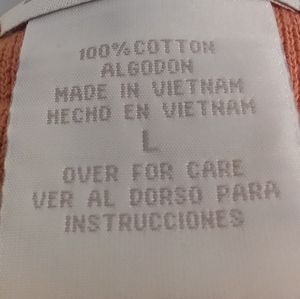 100% COTTON
ALGODON
MADE IN VIETNAM
HECHO EN VIETNAM
L
OVER FOR CARE
VER AL DORSO PARA
INSTRUCCIONES